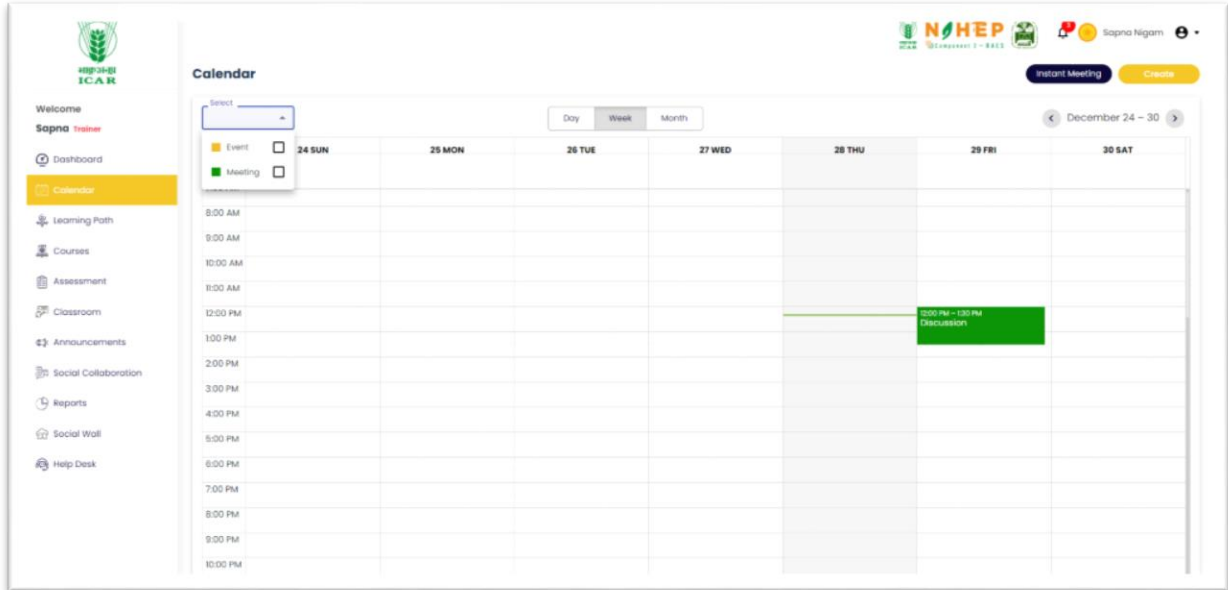 ICAR
NAHEP
Component 2 - RAES
Sapna Nigam
Calendar
Instant Meeting
Create
Welcome
Sapna Trainer
Dashboard
Calendar
Learning Path
Courses
Assessment
Classroom
Announcements
Social Collaboration
Reports
Social Wall
Help Desk
Select
Event
Meeting
Day Week Month
December 24 – 30
24 SUN 25 MON 26 TUE 27 WED 28 THU 29 FRI 30 SAT
8:00 AM
9:00 AM
10:00 AM
11:00 AM
12:00 PM
12:00 PM – 1:30 PM
Discussion
1:00 PM
2:00 PM
3:00 PM
4:00 PM
5:00 PM
6:00 PM
7:00 PM
8:00 PM
9:00 PM
10:00 PM